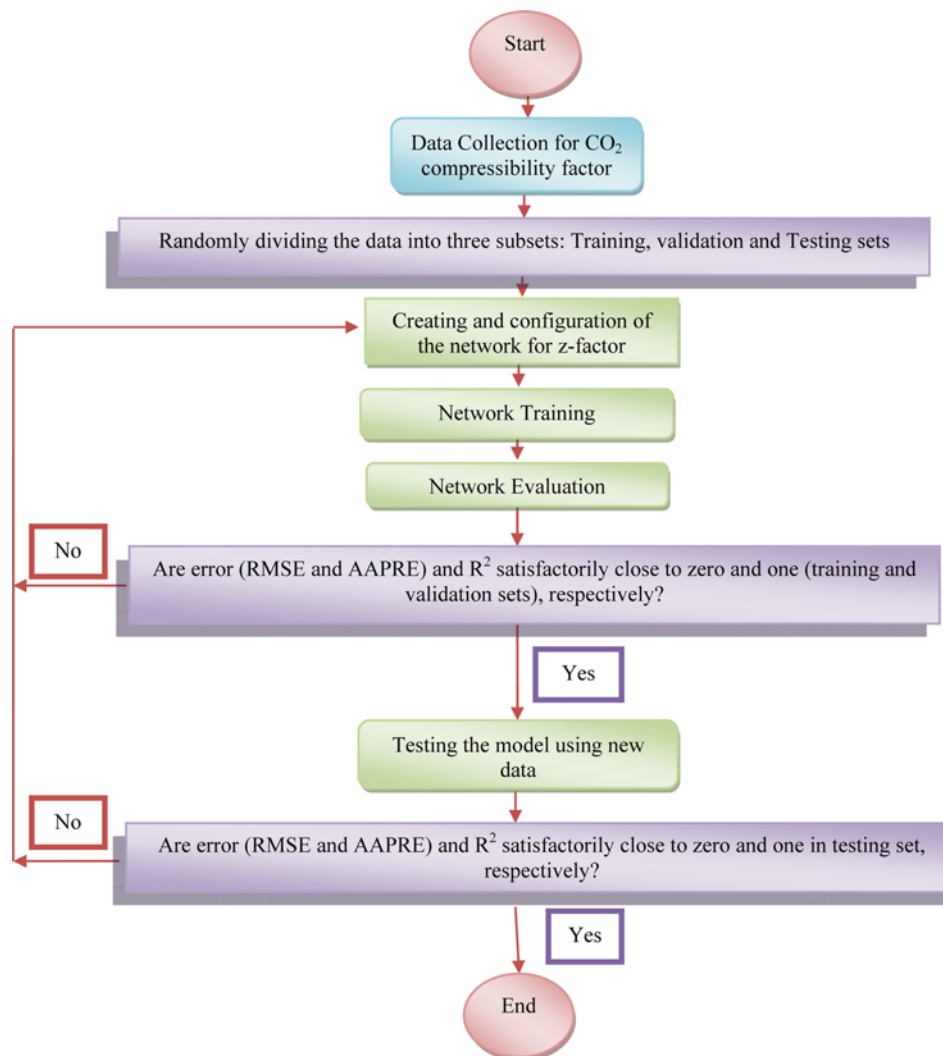 Start
Data Collection for CO₂
compressibility factor
Randomly dividing the data into three subsets: Training, validation and Testing sets
Creating and configuration of
the network for z-factor
Network Training
Network Evaluation
No
Are error (RMSE and AAPRE) and R² satisfactorily close to zero and one (training and
validation sets), respectively?
Yes
Testing the model using new
data
No
Are error (RMSE and AAPRE) and R² satisfactorily close to zero and one in testing set,
respectively?
Yes
End